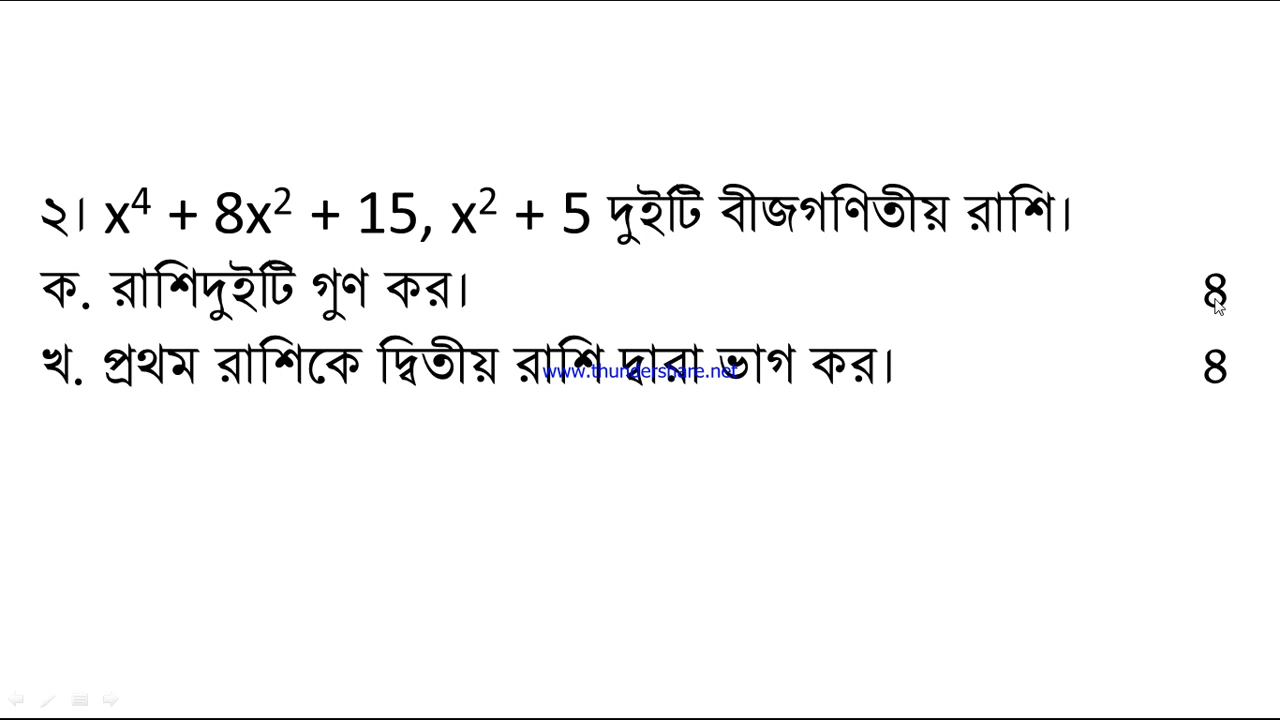 ২। x⁴ + 8x² + 15, x² + 5 দুইটি বীজগণিতীয় রাশি।
ক. রাশিদুইটি গুণ কর। ৪
খ. প্রথম রাশিকে দ্বিতীয় রাশি দ্বারা ভাগ কর। ৪
www.thundershare.net